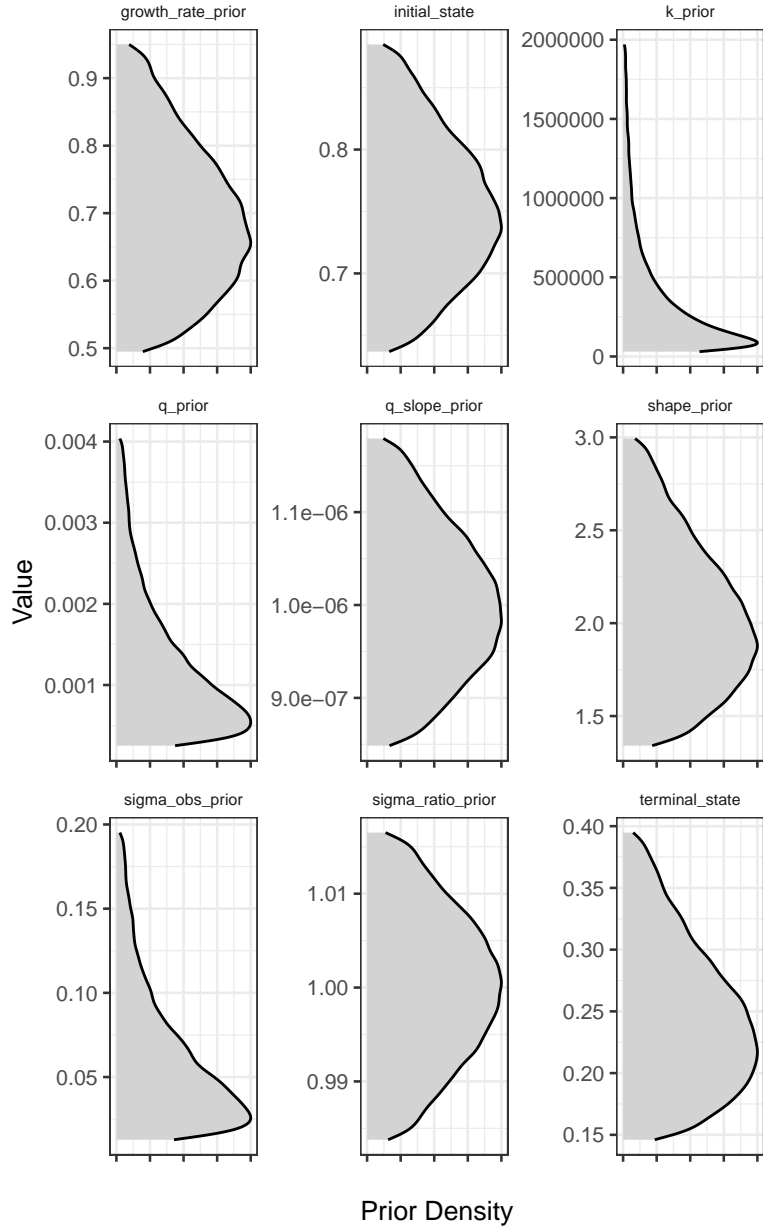 growth_rate_prior
initial_state
k_prior
0.9
0.8
0.7
0.6
0.5
0.8
0.7
2000000
1500000
1000000
500000
0
q_prior
q_slope_prior
shape_prior
0.004
0.003
0.002
0.001
1.1e-06
1.0e-06
9.0e-07
3.0
2.5
2.0
1.5
Value
sigma_obs_prior
sigma_ratio_prior
terminal_state
0.20
0.15
0.10
0.05
1.01
1.00
0.99
0.40
0.35
0.30
0.25
0.20
0.15
Prior Density